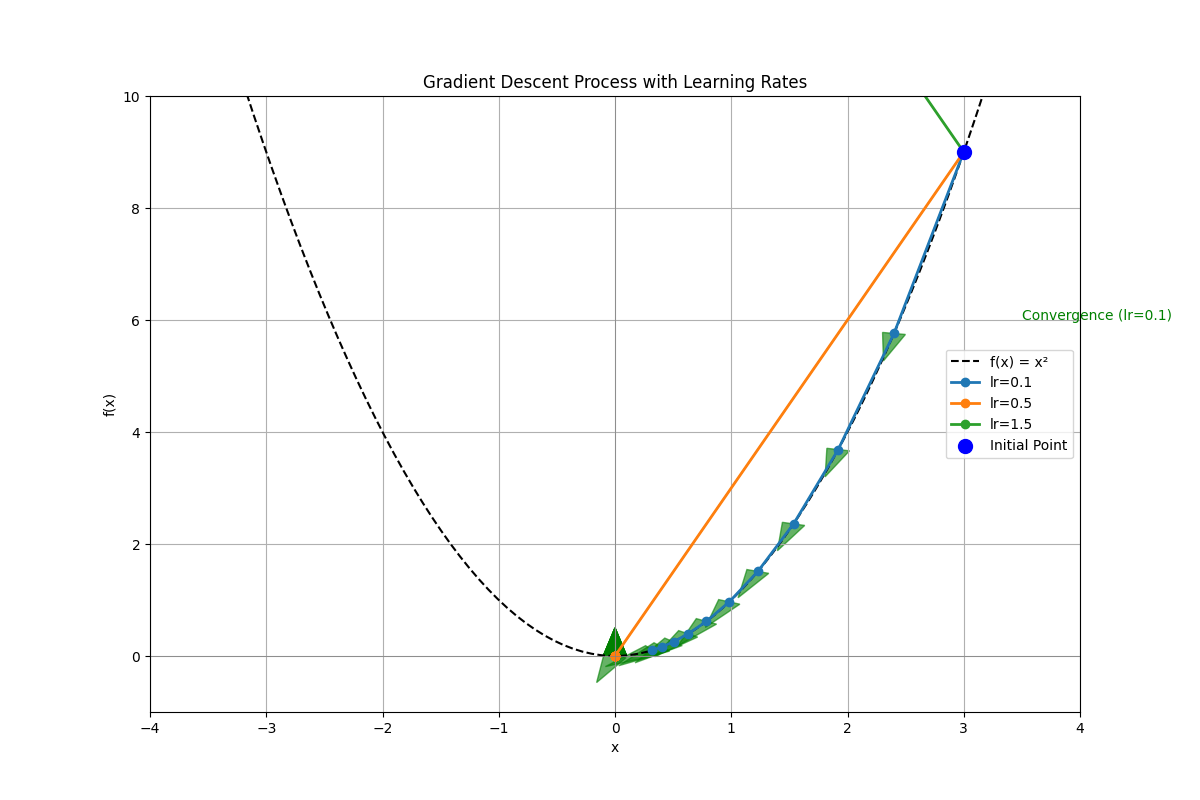 Gradient Descent Process with Learning Rates
10
8
6
4
2
0
f(x)
Convergence (lr=0.1)
f(x) = x²
lr=0.1
lr=0.5
lr=1.5
Initial Point
−4
−3
−2
−1
0
1
2
3
4
x